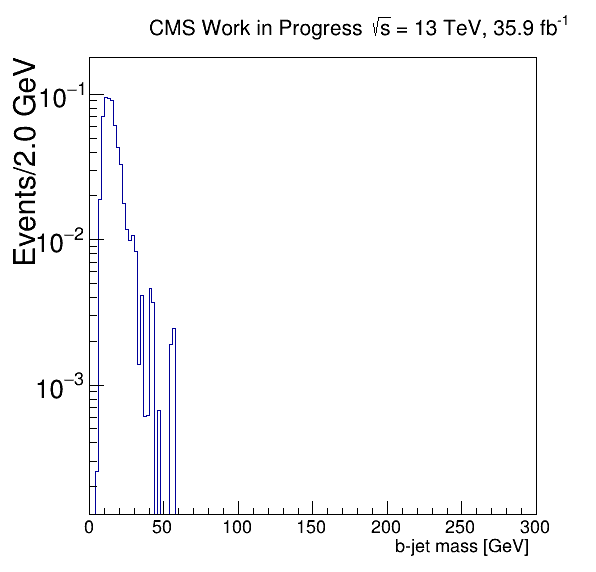 CMS Work in Progress √s = 13 TeV, 35.9 fb⁻¹
Events/2.0 GeV
10⁻¹
10⁻²
10⁻³
0 50 100 150 200 250 300
b-jet mass [GeV]